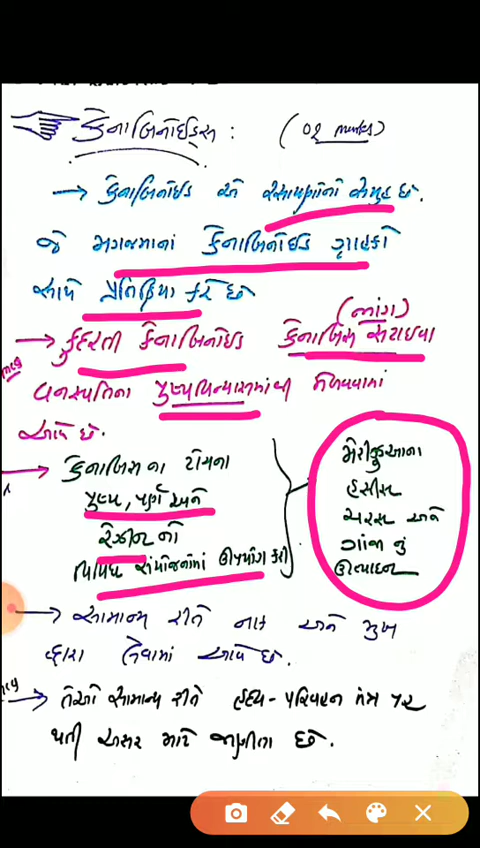 કેનાબિનોઇડ્સ : (02 marks)
→ કેનાબિનોઇડ એ રસાયણોનો સમુહ છે.
જે મગજમાનાં કેનાબિનોઇડ ગ્રાહકો
સાથે પ્રતિક્રિયા કરે છે
(ભાંગ)
→ કુદરતી કેનાબિનોઇડ કેનાબિસ સટાઇવા
વનસ્પતિના પુષ્પવિન્યાસમાંથી મેળવવામાં
આવે છે.
→ કેનાબિસના ટોચના
પુષ્પ, પર્ણ અને
રેઝીન નો
વિવિધ સંયોજનોમાં ઉપયોગ કરી
મેરીજુઆના
હસીસ
ચરસ અને
ગાંજા નું
ઉત્પાદન
→ સામાન્ય રીતે નાક અને મુખ
દ્વારા લેવામાં આવે છે.
→ તેઓ સામાન્ય રીતે હૃદય - પરિવહન તંત્ર પર
થતી અસર માટે જાણીતા છે.